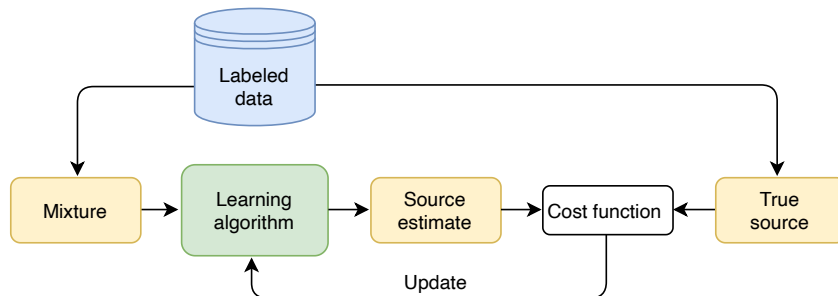 Labeled
data
Mixture
Learning
algorithm
Source
estimate
Cost function
True
source
Update